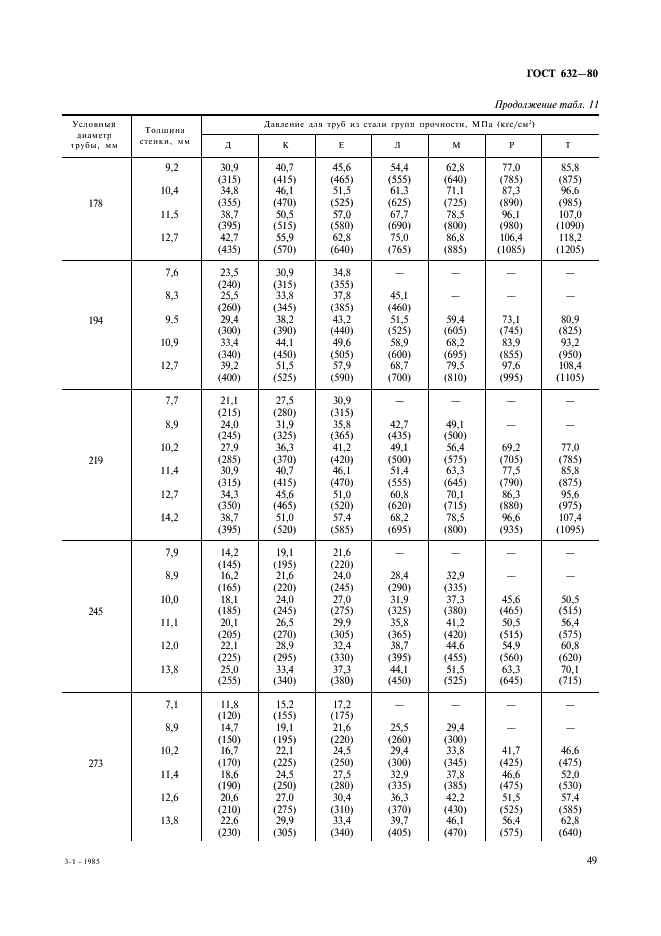 ГОСТ 632—80
Продолжение табл. 11
Условный диаметр трубы, мм Толщина стенки, мм Давление для труб из стали групп прочности, МПа (кгс/см²)
Д К Е Л М Р Т
9,2 30,9 40,7 45,6 54,4 62,8 77,0 85,8
(315) (415) (465) (555) (640) (785) (875)
10,4 34,8 46,1 51,5 61,3 71,1 87,3 96,6
178 (355) (470) (525) (625) (725) (890) (985)
11,5 38,7 50,5 57,0 67,7 78,5 96,1 107,0
(395) (515) (580) (690) (800) (980) (1090)
12,7 42,7 55,9 62,8 75,0 86,8 106,4 118,2
(435) (570) (640) (765) (885) (1085) (1205)
7,6 23,5 30,9 34,8 — — — —
(240) (315) (355)
8,3 25,5 33,8 37,8 45,1 — — —
(260) (345) (385) (460)
194 9,5 29,4 38,2 43,2 51,5 59,4 73,1 80,9
(300) (390) (440) (525) (605) (745) (825)
10,9 33,4 44,1 49,6 58,9 68,2 83,9 93,2
(340) (450) (505) (600) (695) (855) (950)
12,7 39,2 51,5 57,9 68,7 79,5 97,6 108,4
(400) (525) (590) (700) (810) (995) (1105)
7,7 21,1 27,5 30,9 — — — —
(215) (280) (315)
8,9 24,0 31,9 35,8 42,7 49,1 — —
(245) (325) (365) (435) (500)
10,2 27,9 36,3 41,2 49,1 56,4 69,2 77,0
219 (285) (370) (420) (500) (575) (705) (785)
11,4 30,9 40,7 46,1 51,4 63,3 77,5 85,8
(315) (415) (470) (555) (645) (790) (875)
12,7 34,3 45,6 51,0 60,8 70,1 86,3 95,6
(350) (465) (520) (620) (715) (880) (975)
14,2 38,7 51,0 57,4 68,2 78,5 96,6 107,4
(395) (520) (585) (695) (800) (935) (1095)
7,9 14,2 19,1 21,6 — — — —
(145) (195) (220)
8,9 16,2 21,6 24,0 28,4 32,9 — —
(165) (220) (245) (290) (335)
10,0 18,1 24,0 27,0 31,9 37,3 45,6 50,5
245 (185) (245) (275) (325) (380) (465) (515)
11,1 20,1 26,5 29,9 35,8 41,2 50,5 56,4
(205) (270) (305) (365) (420) (515) (575)
12,0 22,1 28,9 32,4 38,7 44,6 54,9 60,8
(225) (295) (330) (395) (455) (560) (620)
13,8 25,0 33,4 37,3 44,1 51,5 63,3 70,1
(255) (340) (380) (450) (525) (645) (715)
7,1 11,8 15,2 17,2 — — — —
(120) (155) (175)
8,9 14,7 19,1 21,6 25,5 29,4 — —
(150) (195) (220) (260) (300)
10,2 16,7 22,1 24,5 29,4 33,8 41,7 46,6
273 (170) (225) (250) (300) (345) (425) (475)
11,4 18,6 24,5 27,5 32,9 37,8 46,6 52,0
(190) (250) (280) (335) (385) (475) (530)
12,6 20,6 27,0 30,4 36,3 42,2 51,5 57,4
(210) (275) (310) (370) (430) (525) (585)
13,8 22,6 29,9 33,4 39,7 46,1 56,4 62,8
(230) (305) (340) (405) (470) (575) (640)
3-1 – 1985 49